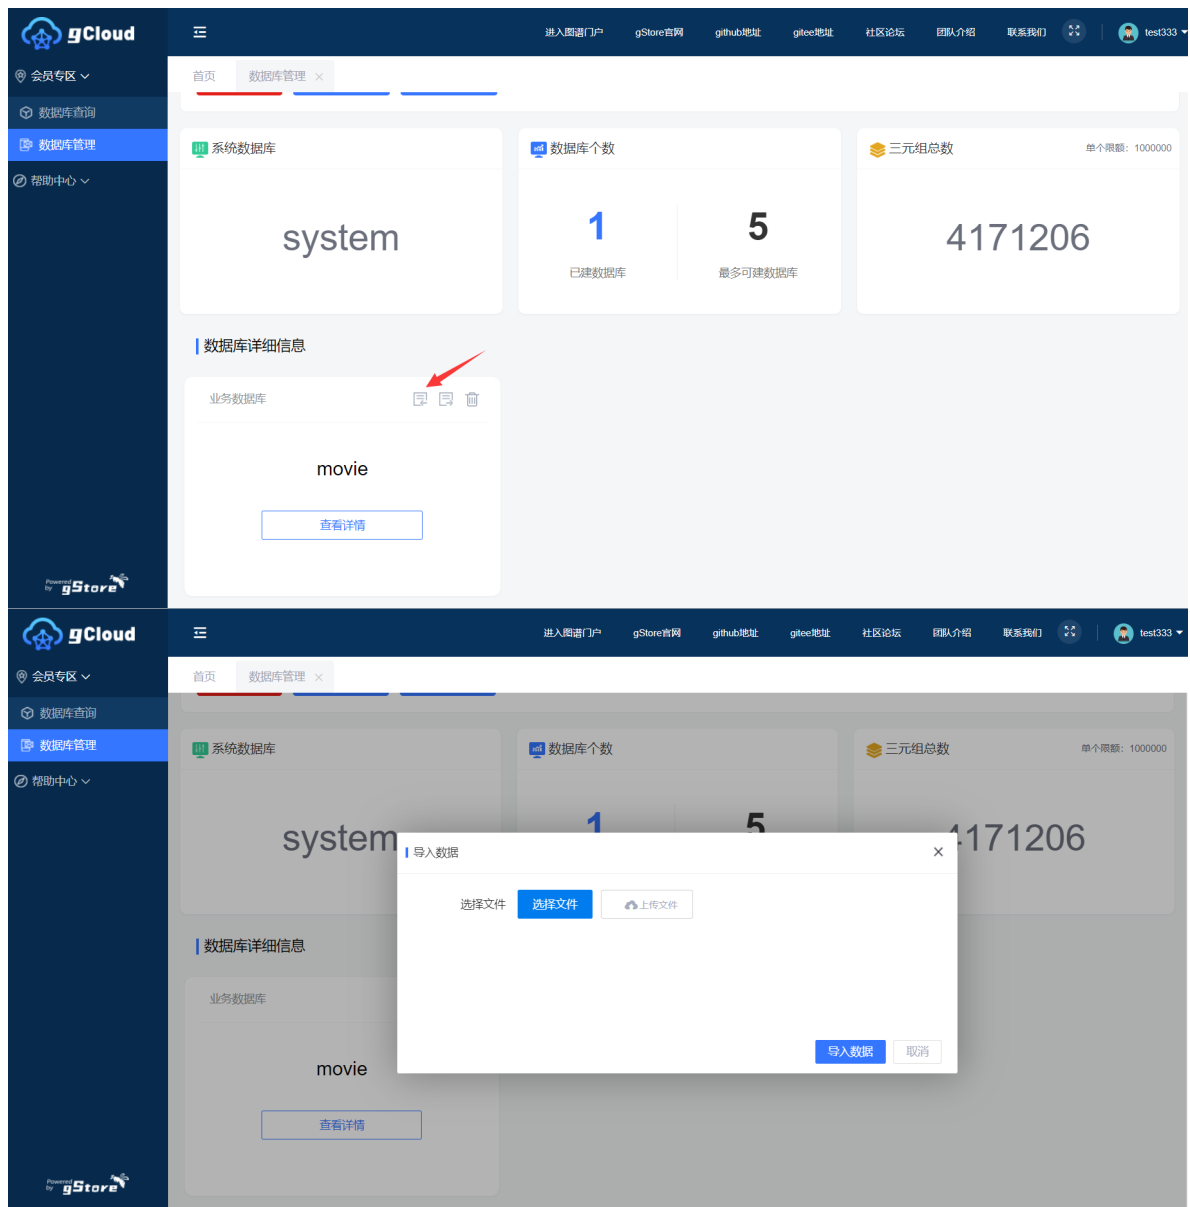 gCloud
进入图谱门户 gStore官网 github地址 gitee地址 社区论坛 团队介绍 联系我们 test333
会员专区
首页 数据库管理 ×
数据库查询
数据库管理
帮助中心
系统数据库
system
数据库个数
1 5
已建数据库 最多可建数据库
三元组总数 单个限额：1000000
4171206
数据库详细信息
业务数据库
movie
查看详情
Powered by gStore
gCloud
进入图谱门户 gStore官网 github地址 gitee地址 社区论坛 团队介绍 联系我们 test333
会员专区
首页 数据库管理 ×
数据库查询
数据库管理
帮助中心
系统数据库
system
数据库个数
1 5
三元组总数 单个限额：1000000
4171206
导入数据 ×
选择文件 选择文件 上传文件
导入数据 取消
数据库详细信息
业务数据库
movie
查看详情
Powered by gStore